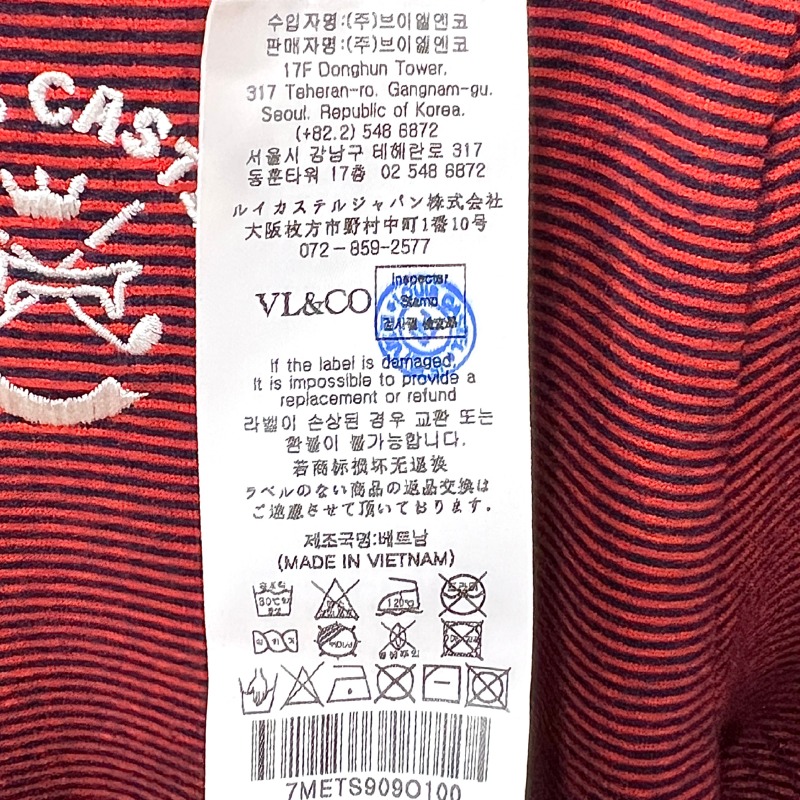 CAST
수입자명:(주)브이엘엔코
판매자명:(주)브이엘엔코
17F Donghun Tower,
317 Teheran-ro, Gangnam-gu,
Seoul, Republic of Korea.
(+82.2) 548 6872
서울시 강남구 테헤란로 317
동훈타워 17층 02 548 6872
ルイカステルジャパン株式会社
大阪枚方市野村中町1番10号
072-859-2577
VL&CO
Inspector
Stamp
If the label is damaged,
It is impossible to provide a
replacement or refund
라벨이 손상된 경우 교환 또는
환불이 불가능합니다.
若商标损坏无退换
ラベルのない商品の返品交換は
ご遠慮させて頂いております。
제조국명:베트남
(MADE IN VIETNAM)
30℃ 120℃ 드라이
7METS909O100